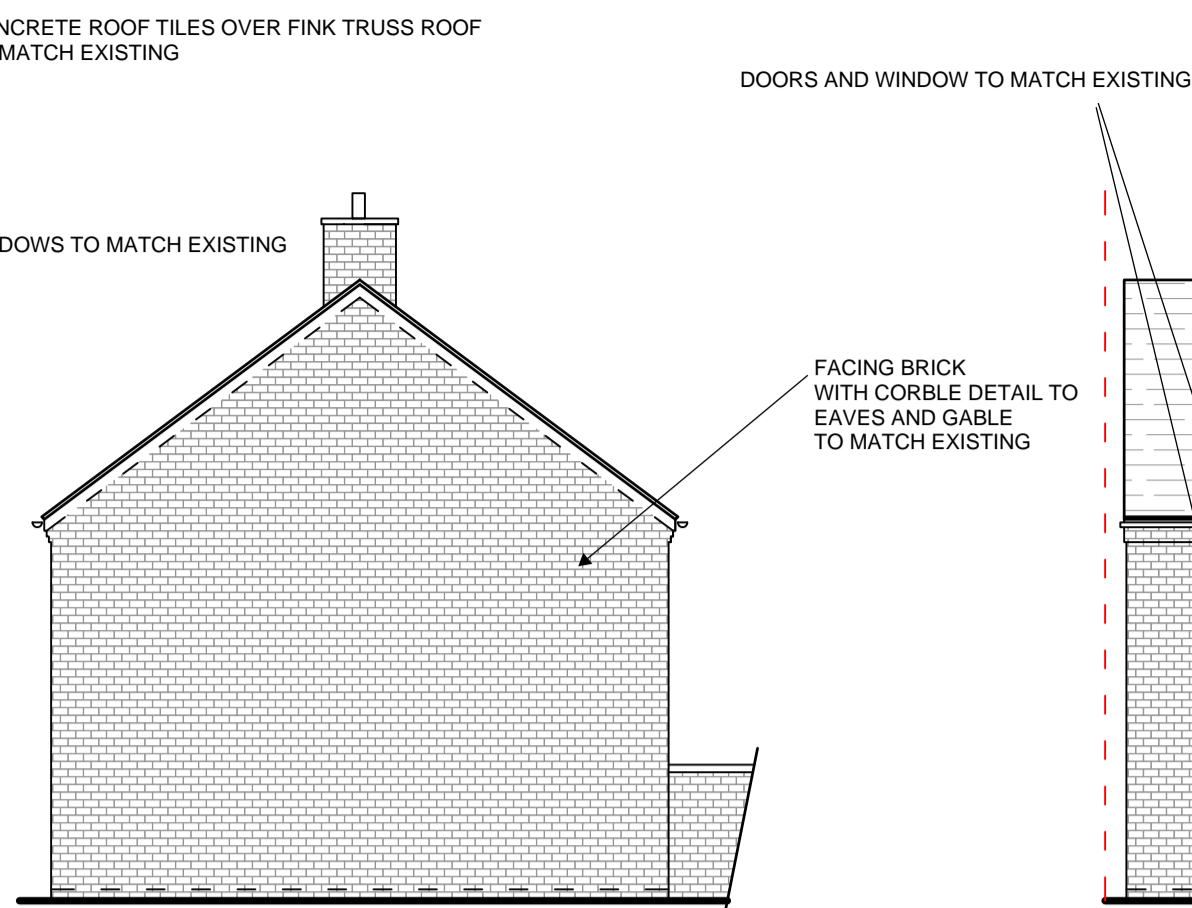 NCRETE ROOF TILES OVER FINK TRUSS ROOF
MATCH EXISTING
DOORS AND WINDOW TO MATCH EXISTING
DOWS TO MATCH EXISTING
FACING BRICK
WITH CORBLE DETAIL TO
EAVES AND GABLE
TO MATCH EXISTING